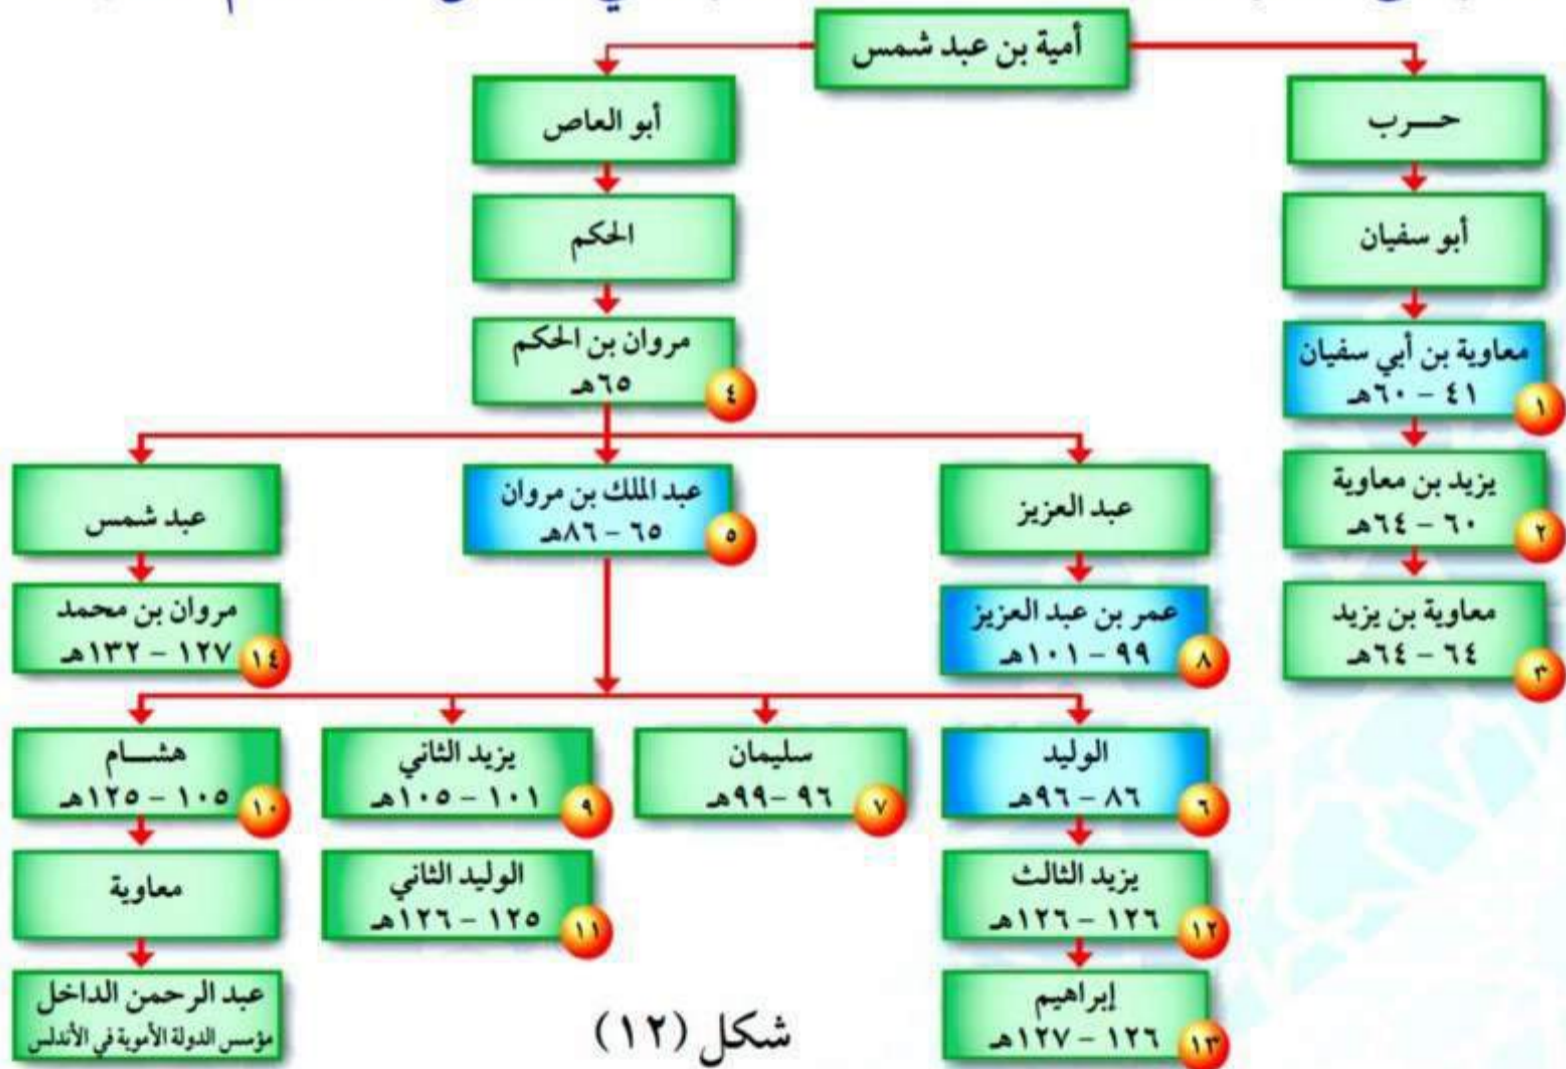 أمية بن عبد شمس
حـــرب
أبو العاص
أبو سفيان
الحكم
معاوية بن أبي سفيان
٤١ – ٦٠هـ
١
مروان بن الحكم
٦٥هـ
٤
يزيد بن معاوية
٦٠ – ٦٤هـ
٢
عبد العزيز
عبد الملك بن مروان
٦٥ – ٨٦هـ
٥
عبد شمس
معاوية بن يزيد
٦٤ – ٦٤هـ
٣
عمر بن عبد العزيز
٩٩ – ١٠١هـ
٨
مروان بن محمد
١٢٧ – ١٣٢هـ
١٤
الوليد
٨٦ – ٩٦هـ
٦
سليمان
٩٦ – ٩٩هـ
٧
يزيد الثاني
١٠١ – ١٠٥هـ
٩
هشـــام
١٠٥ – ١٢٥هـ
١٠
يزيد الثالث
١٢٦ – ١٢٦هـ
١٢
الوليد الثاني
١٢٥ – ١٢٦هـ
١١
معاوية
إبراهيم
١٢٦ – ١٢٧هـ
١٣
عبد الرحمن الداخل
مؤسس الدولة الأموية في الأندلس
شكل (١٢)